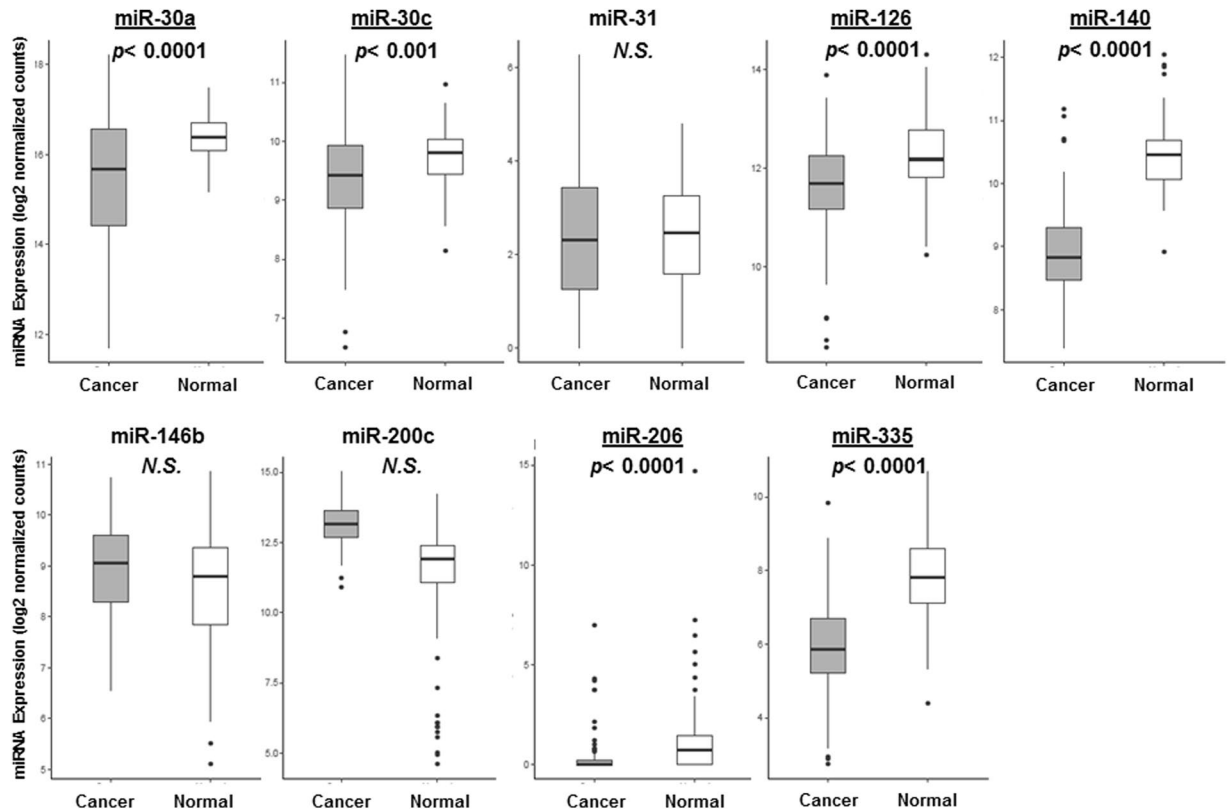 miR-30a
p< 0.0001
miR-30c
p< 0.001
miR-31
N.S.
miR-126
p< 0.0001
miR-140
p< 0.0001
miRNA Expression (log2 normalized counts)
18
16
14
12
11
10
9
8
7
6
4
2
0
14
12
10
12
11
10
9
8
Cancer Normal
Cancer Normal
Cancer Normal
Cancer Normal
Cancer Normal
miR-146b
N.S.
miR-200c
N.S.
miR-206
p< 0.0001
miR-335
p< 0.0001
miRNA Expression (log2 normalized counts)
11
10
9
8
7
6
5
15.0
12.5
10.0
7.5
5.0
15
10
5
0
10
8
6
4
Cancer Normal
Cancer Normal
Cancer Normal
Cancer Normal